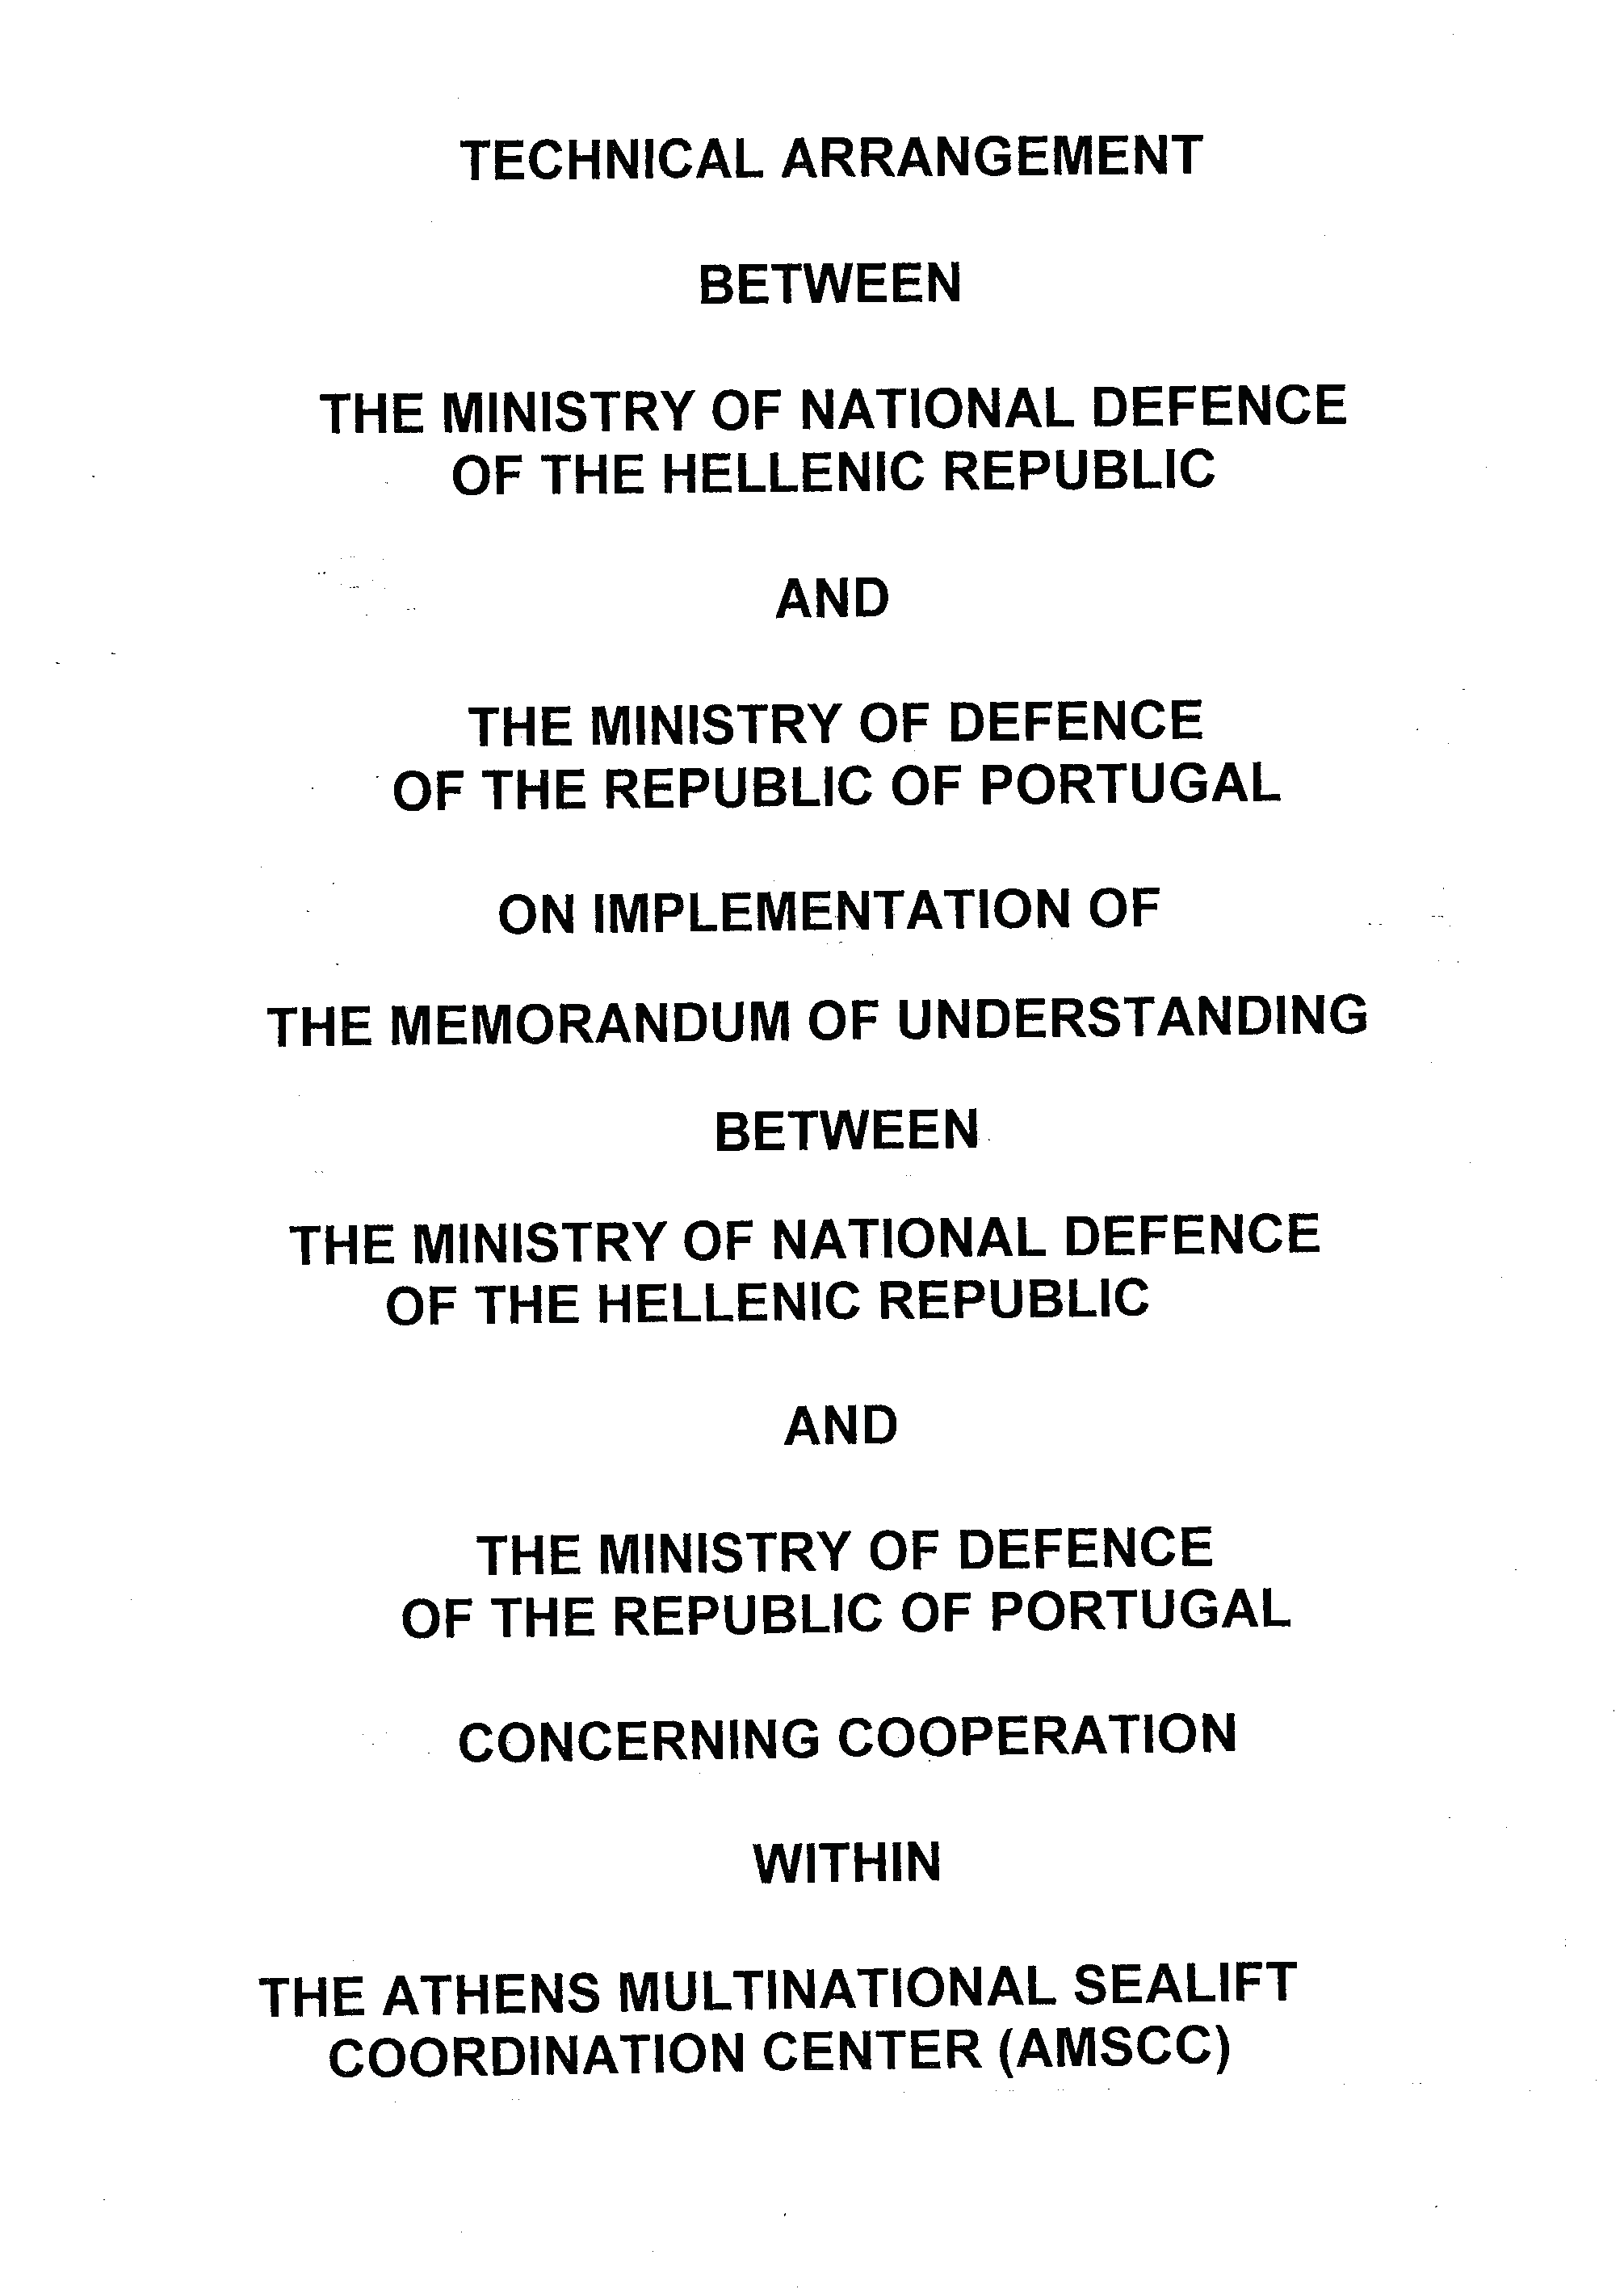 TECHNICAL ARRANGEMENT
BETWEEN
THE MINISTRY OF NATIONAL DEFENCE
OF THE HELLENIC REPUBLIC
AND
THE MINISTRY OF DEFENCE
OF THE REPUBLIC OF PORTUGAL
ON IMPLEMENTATION OF
THE MEMORANDUM OF UNDERSTANDING
BETWEEN
THE MINISTRY OF NATIONAL DEFENCE
OF THE HELLENIC REPUBLIC
AND
THE MINISTRY OF DEFENCE
OF THE REPUBLIC OF PORTUGAL
CONCERNING COOPERATION
WITHIN
THE ATHENS MULTINATIONAL SEALIFT
COORDINATION CENTER (AMSCC)